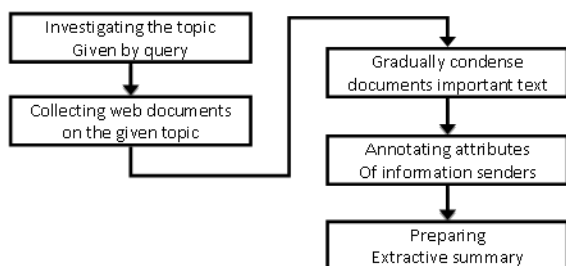 Investigating the topic
Given by query
Collecting web documents
on the given topic
Gradually condense
documents important text
Annotating attributes
Of information senders
Preparing
Extractive summary